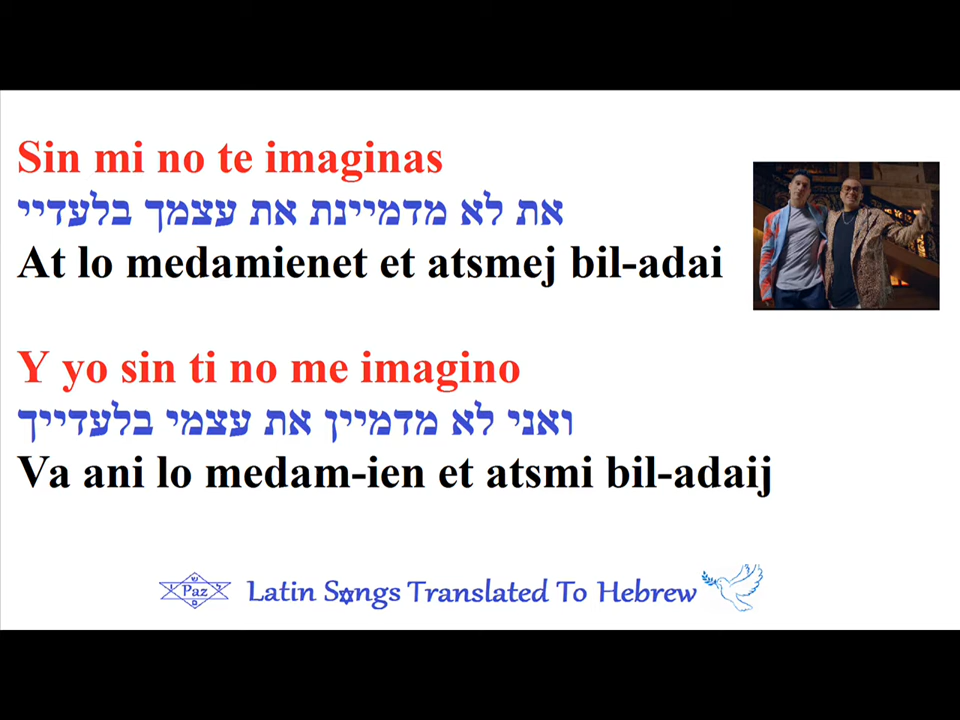 Sin mi no te imaginas
את לא מדמיינת את עצמך בלעדיי
At lo medamienet et atsmej bil-adai
Y yo sin ti no me imagino
ואני לא מדמיין את עצמי בלעדייך
Va ani lo medam-ien et atsmi bil-adaij
ש
י Paz ל
ם
Latin Songs Translated To Hebrew